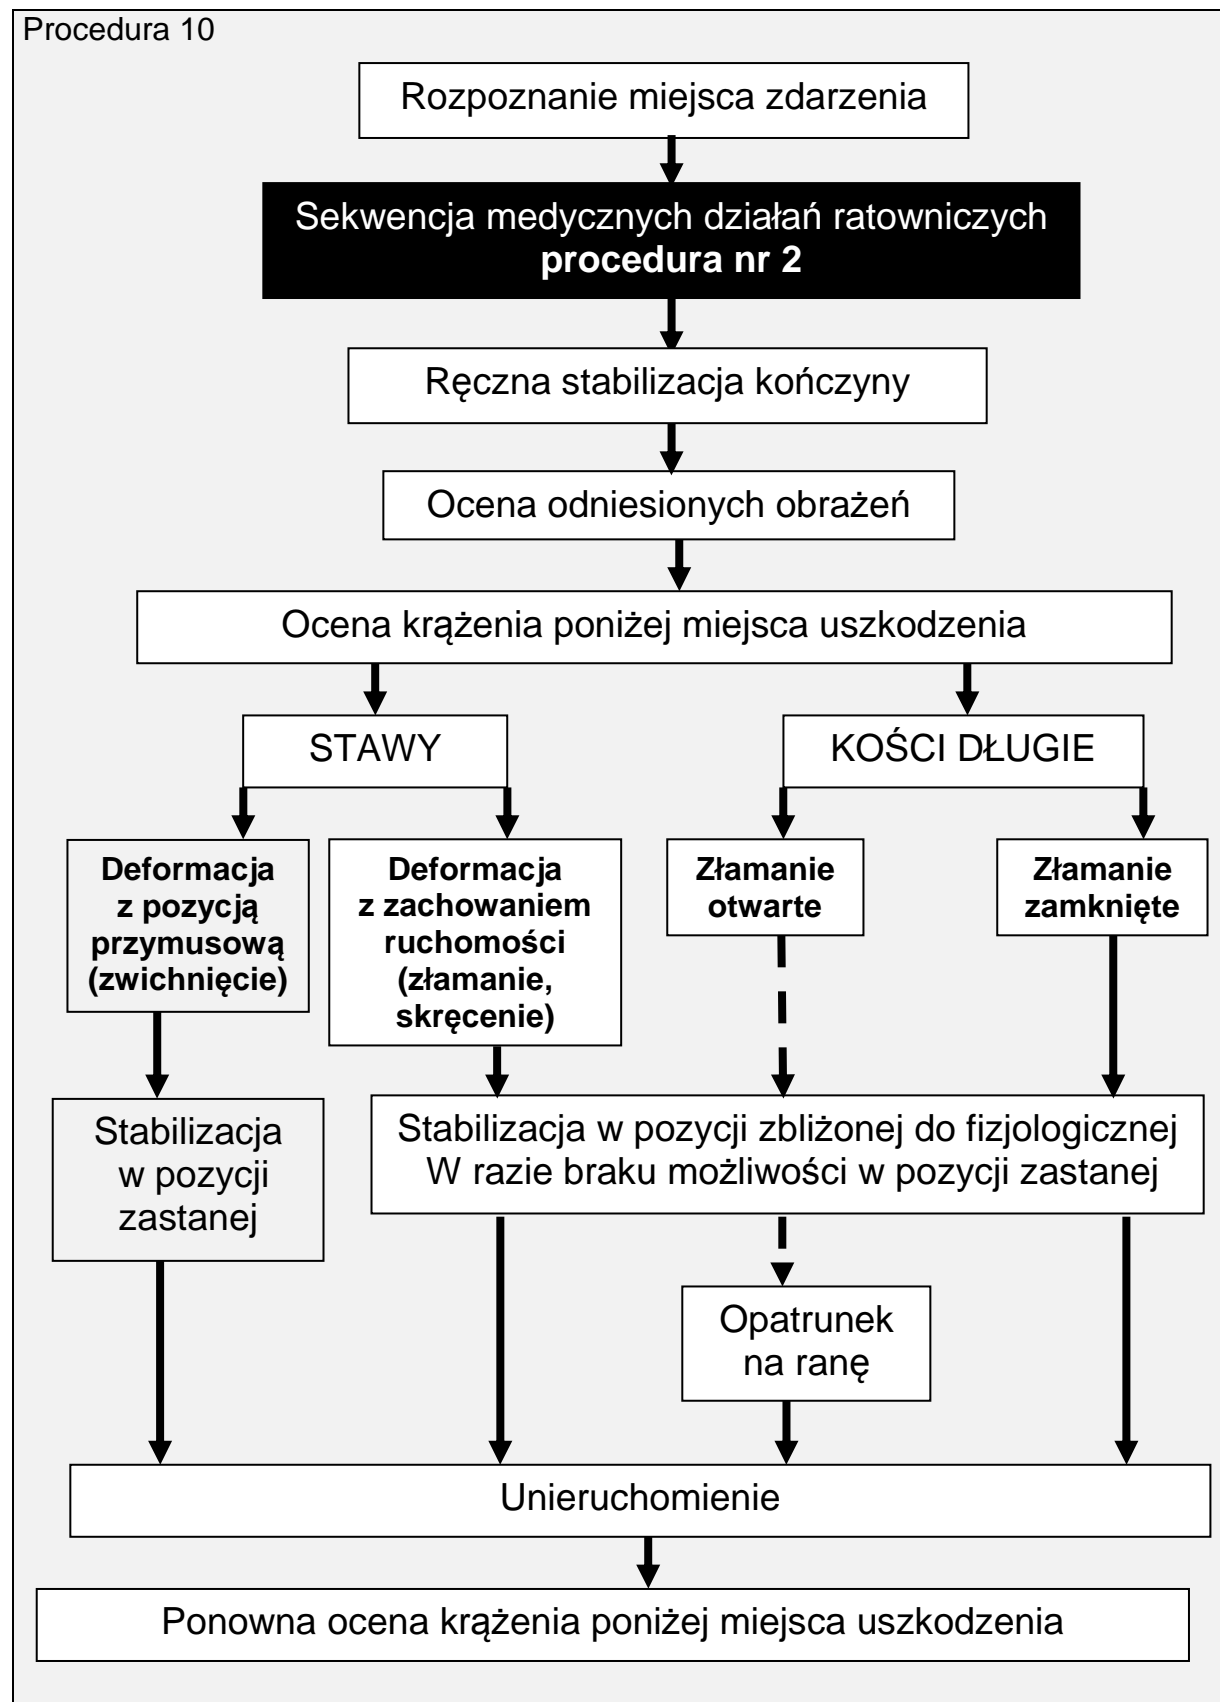 Procedura 10
Rozpoznanie miejsca zdarzenia
Sekwencja medycznych działań ratowniczych
procedura nr 2
Ręczna stabilizacja kończyny
Ocena odniesionych obrażeń
Ocena krążenia poniżej miejsca uszkodzenia
STAWY
KOŚCI DŁUGIE
Deformacja
z pozycją
przymusową
(zwichnięcie)
Deformacja
z zachowaniem
ruchomości
(złamanie,
skręcenie)
Złamanie
otwarte
Złamanie
zamknięte
Stabilizacja
w pozycji
zastanej
Stabilizacja w pozycji zbliżonej do fizjologicznej
W razie braku możliwości w pozycji zastanej
Opatrunek
na ranę
Unieruchomienie
Ponowna ocena krążenia poniżej miejsca uszkodzenia